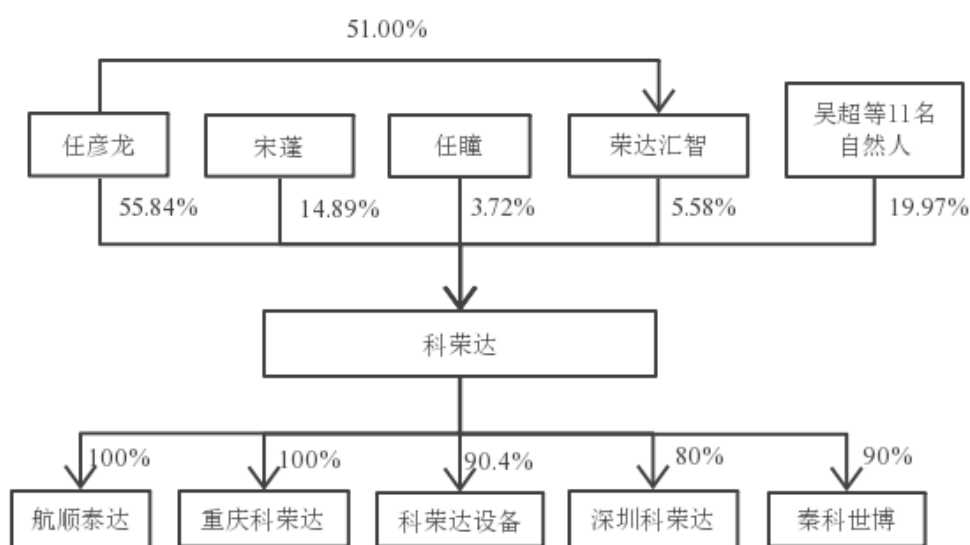 51.00%
吴超等11名
自然人
任彦龙
宋蓬
任瞳
荣达汇智
55.84%
14.89%
3.72%
5.58%
19.97%
科荣达
100%
100%
90.4%
80%
90%
航顺泰达
重庆科荣达
科荣达设备
深圳科荣达
秦科世博